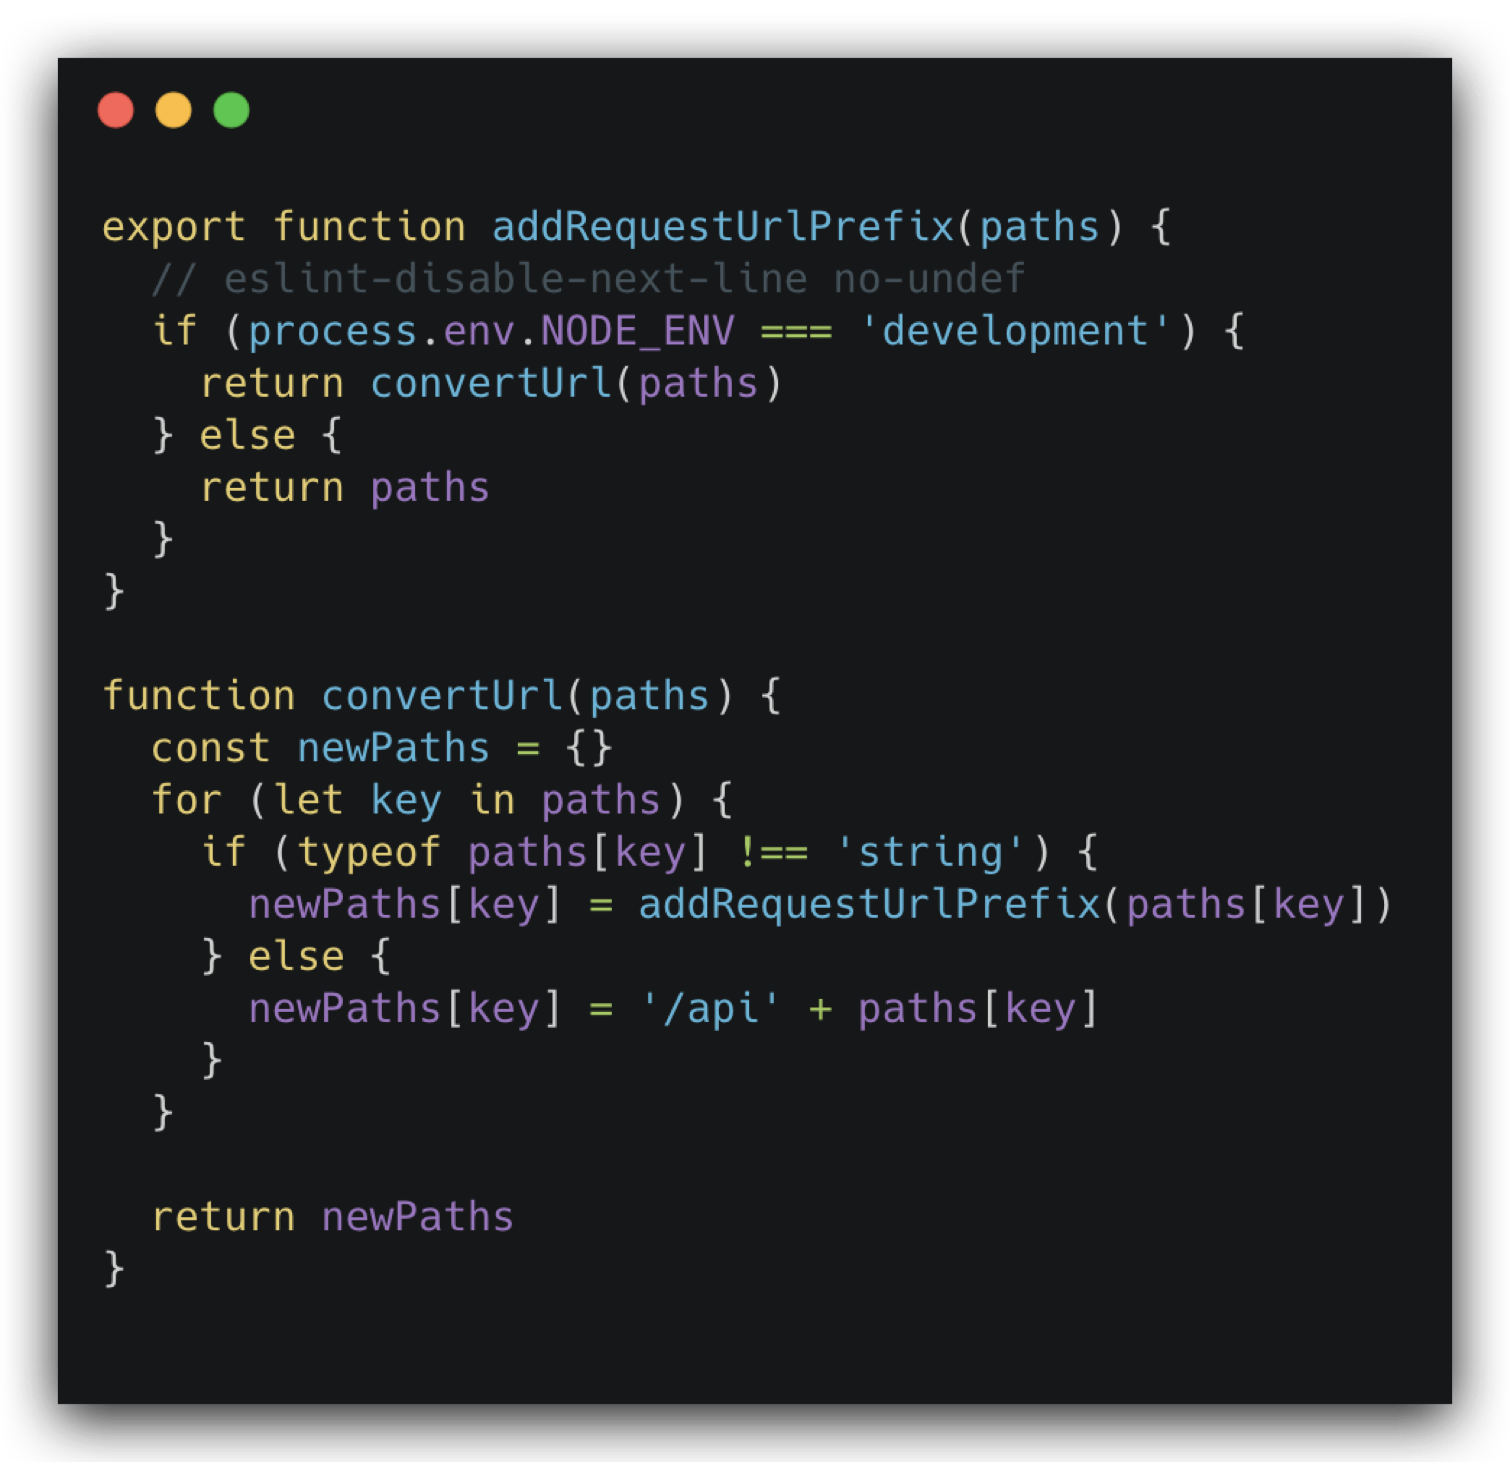 export function addRequestUrlPrefix(paths) {
  // eslint-disable-next-line no-undef
  if (process.env.NODE_ENV === 'development') {
    return convertUrl(paths)
  } else {
    return paths
  }
}

function convertUrl(paths) {
  const newPaths = {}
  for (let key in paths) {
    if (typeof paths[key] !== 'string') {
      newPaths[key] = addRequestUrlPrefix(paths[key])
    } else {
      newPaths[key] = '/api' + paths[key]
    }
  }

  return newPaths
}